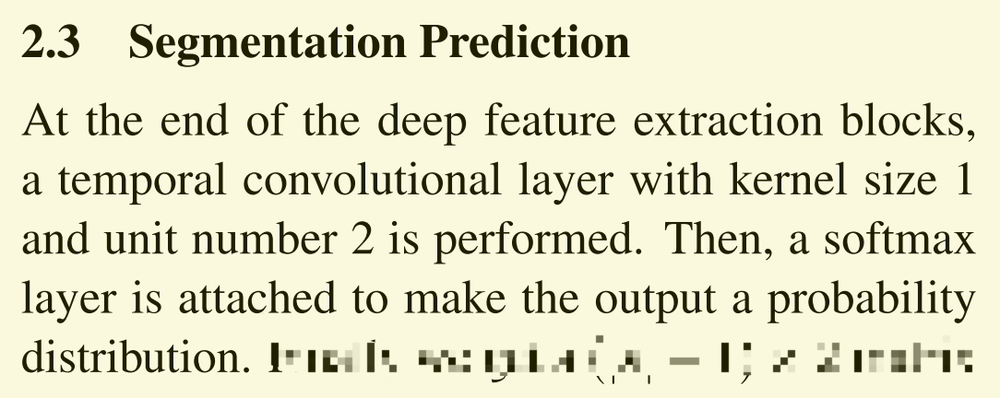 2.3 Segmentation Prediction
At the end of the deep feature extraction blocks,
a temporal convolutional layer with kernel size 1
and unit number 2 is performed. Then, a softmax
layer is attached to make the output a probability
distribution.